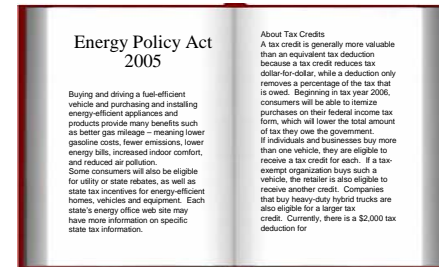 Energy Policy Act
2005
Buying and driving a fuel-efficient
vehicle and purchasing and installing
energy-efficient appliances and
products provide many benefits such
as better gas mileage – meaning lower
gasoline costs, fewer emissions, lower
energy bills, increased indoor comfort,
and reduced air pollution.
Some consumers will also be eligible
for utility or state rebates, as well as
state tax incentives for energy-efficient
homes, vehicles and equipment.  Each
state's energy office web site may
have more information on specific
state tax information.
About Tax Credits
A tax credit is generally more valuable
than an equivalent tax deduction
because a tax credit reduces tax
dollar-for-dollar, while a deduction only
removes a percentage of the tax that
is owed.  Beginning in tax year 2006,
consumers will be able to itemize
purchases on their federal income tax
form, which will lower the total amount
of tax they owe the government.
If individuals and businesses buy more
than one vehicle, they are eligible to
receive a tax credit for each.  If a tax-
exempt organization buys such a
vehicle, the retailer is also eligible to
receive another credit.  Companies
that buy heavy-duty hybrid trucks are
also eligible for a larger tax
credit.  Currently, there is a $2,000 tax
deduction for